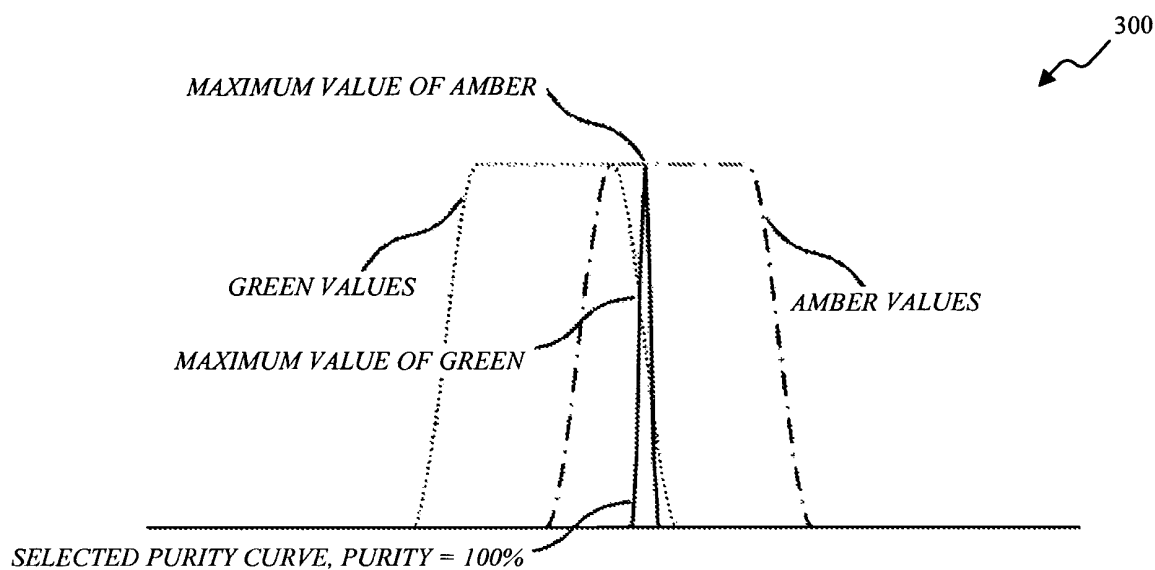 300
MAXIMUM VALUE OF AMBER
GREEN VALUES
AMBER VALUES
MAXIMUM VALUE OF GREEN
SELECTED PURITY CURVE, PURITY = 100%